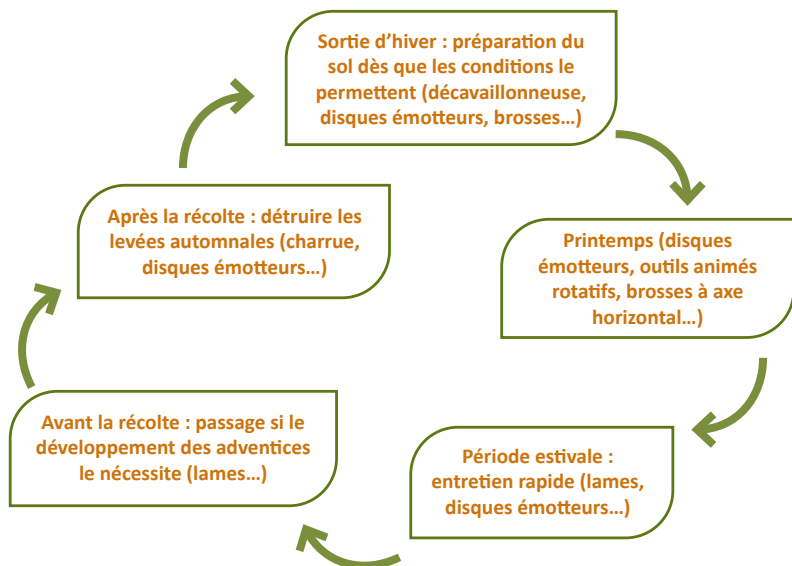 Sortie d’hiver : préparation du
sol dès que les conditions le
permettent (décavaillonneuse,
disques émotteurs, brosses…)
Printemps (disques
émotteurs, outils animés
rotatifs, brosses à axe
horizontal…)
Période estivale :
entretien rapide (lames,
disques émotteurs…)
Avant la récolte : passage si le
développement des adventices
le nécessite (lames…)
Après la récolte : détruire les
levées automnales (charrue,
disques émotteurs…)